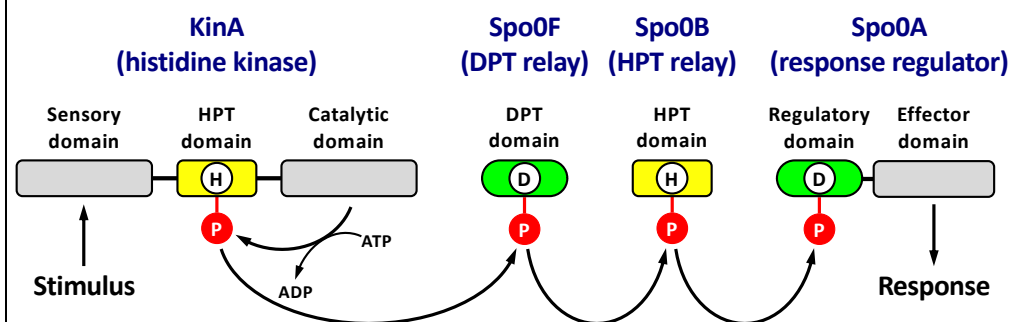 KinA
(histidine kinase)
Spo0F
(DPT relay)
Spo0B
(HPT relay)
Spo0A
(response regulator)
Sensory
domain
HPT
domain
Catalytic
domain
DPT
domain
HPT
domain
Regulatory
domain
Effector
domain
H
D
H
D
P
P
P
P
ATP
ADP
Stimulus
Response